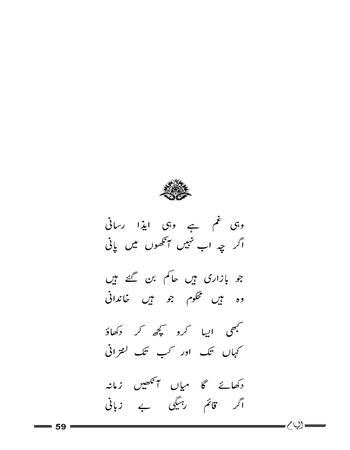 وہی غم ہے وہی ایذا رسانی
اگر چہ اب نہیں آنکھوں میں پانی
جو بازاری ہیں حاکم بن گئے ہیں
وہ ہیں محکوم جو ہیں خاندانی
کبھی ایسا کرو کچھ کر دکھاؤ
کہاں تک اور کب تک لنترانی
دکھائے گا میاں آنکھیں زمانہ
اگر قائم رہیگی بے زبانی
59